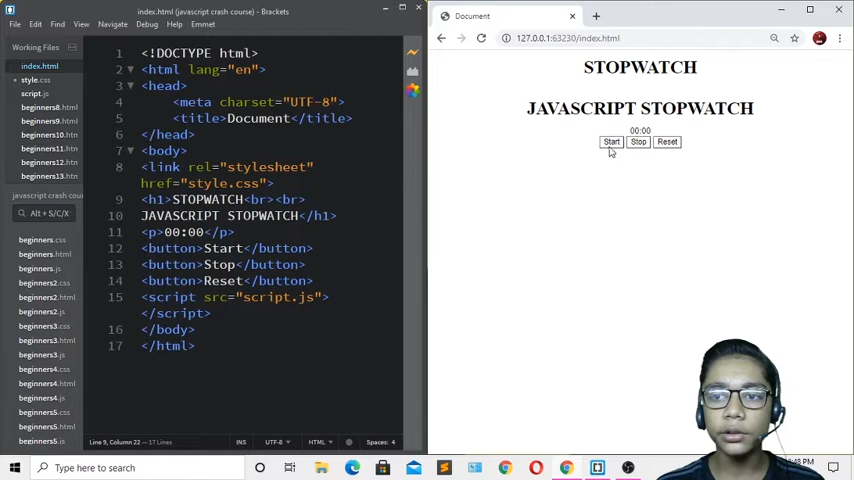 index.html (javascript crash course) - Brackets
File Edit Find View Navigate Debug Help Emmet
Working Files
index.html
style.css
script.js
beginners8.html
beginners9.html
beginners10.html
beginners11.html
beginners12.html
beginners13.html
javascript crash cour
Alt + S/C/X
beginners.css
beginners.html
beginners.js
beginners2.css
beginners2.html
beginners2.js
beginners3.css
beginners3.html
beginners3.js
beginners4.css
beginners4.html
beginners5.css
beginners5.html
beginners5.js
1 <!DOCTYPE html>
2 <html lang="en">
3 <head>
4 <meta charset="UTF-8">
5 <title>Document</title>
6 </head>
7 <body>
8 <link rel="stylesheet"
href="style.css">
9 <h1>STOPWATCH<br><br>
10 JAVASCRIPT STOPWATCH</h1>
11 <p>00:00</p>
12 <button>Start</button>
13 <button>Stop</button>
14 <button>Reset</button>
15 <script src="script.js">
</script>
16 </body>
17 </html>
Line 9, Column 22 — 17 Lines
INS UTF-8 HTML Spaces: 4
Document
127.0.0.1:63230/index.html
STOPWATCH
JAVASCRIPT STOPWATCH
00:00
Start Stop Reset
Type here to search